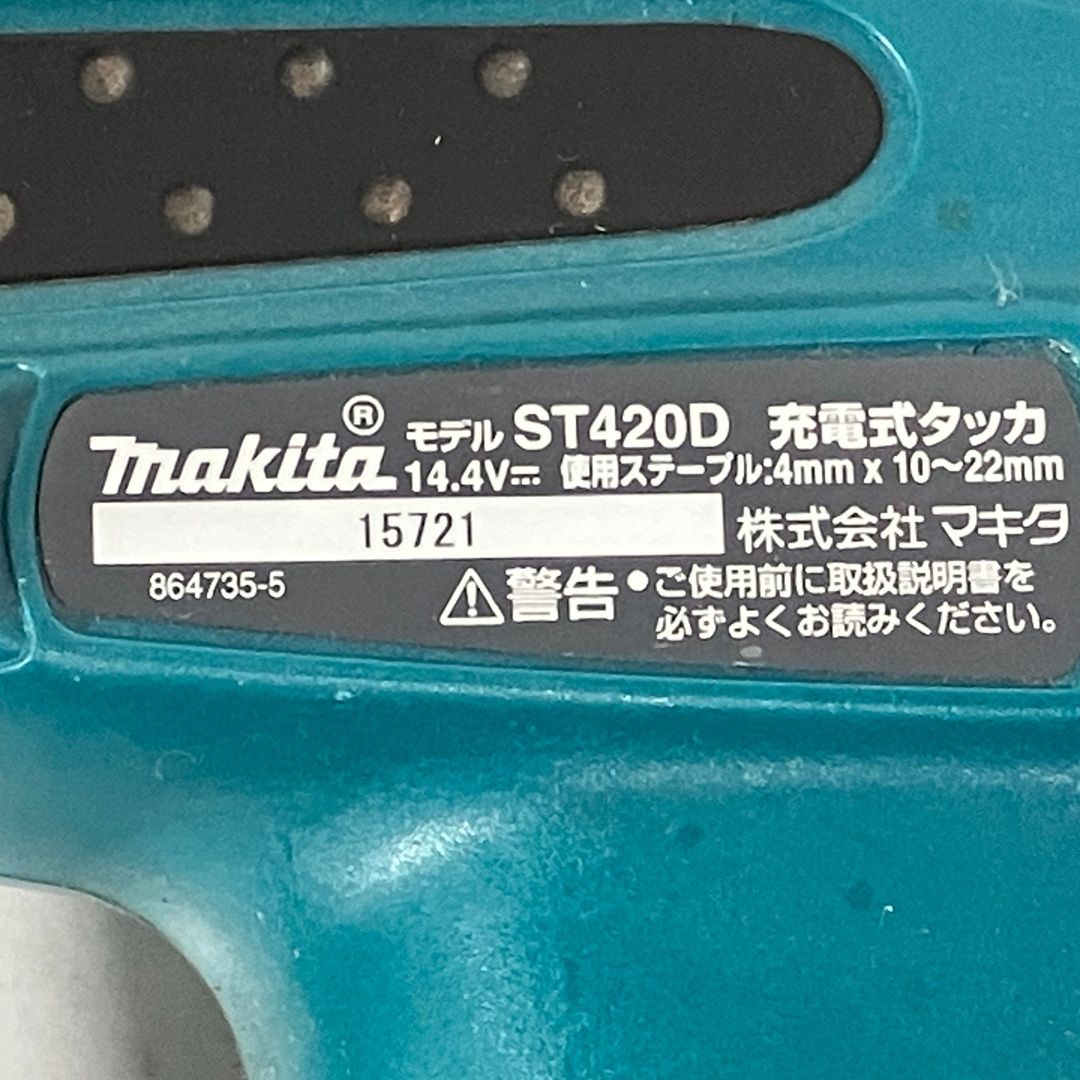 makita® モデル ST420D 充電式タッカ
14.4V⎓ 使用ステープル:4mm x 10～22mm
15721 株式会社マキタ
864735-5 ⚠警告 ●ご使用前に取扱説明書を
必ずよくお読みください。